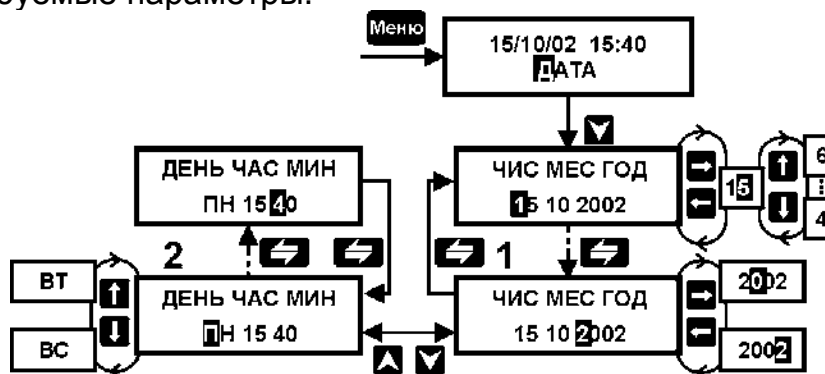 параметры.
Меню
15/10/02 15:40
ДАТА
ДЕНЬ ЧАС МИН
ПН 15 40
ЧИС МЕС ГОД
15 10 2002
15
6
4
2
1
ВТ
ВС
ДЕНЬ ЧАС МИН
ПН 15 40
ЧИС МЕС ГОД
15 10 2002
2002
2002